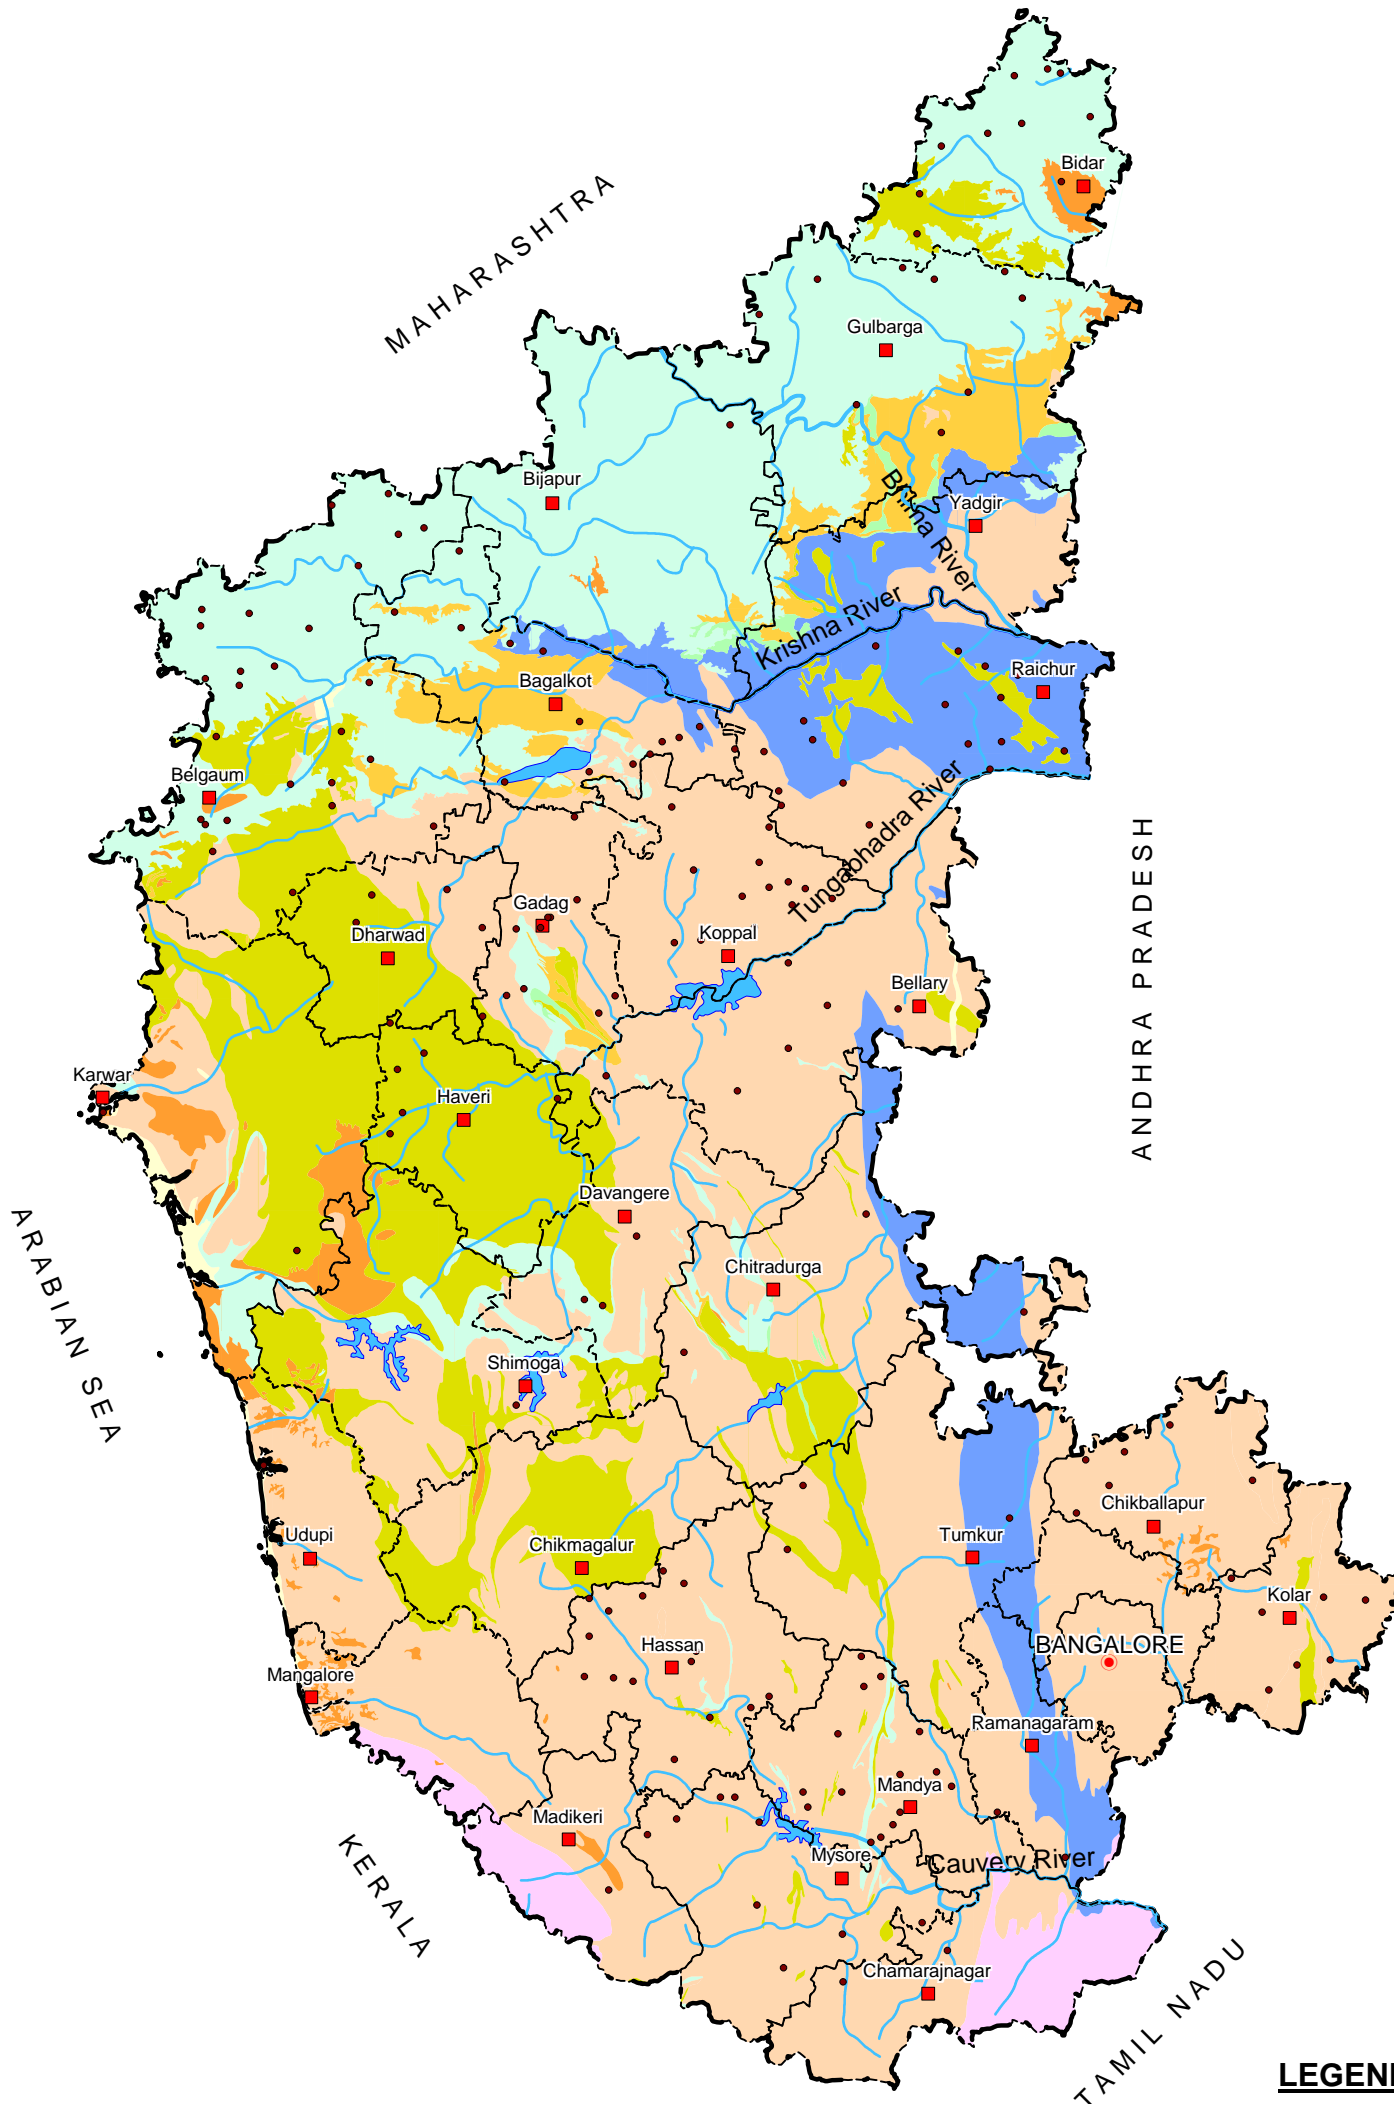 Bidar
MAHARASHTRA
Gulbarga
Bijapur
Yadgir
Bhima River
Krishna River
Raichur
Bagalkot
Belgaum
Tungabhadra River
ANDHRA PRADESH
Gadag
Dharwad
Koppal
Bellary
Karwar
Haveri
Davangere
Chitradurga
ARABIAN SEA
Shimoga
Chikballapur
Udupi
Chikmagalur
Tumkur
Kolar
Hassan
BANGALORE
Mangalore
Ramanagaram
Mandya
Madikeri
Mysore
Cauvery River
KERALA
Chamarajnagar
TAMIL NADU